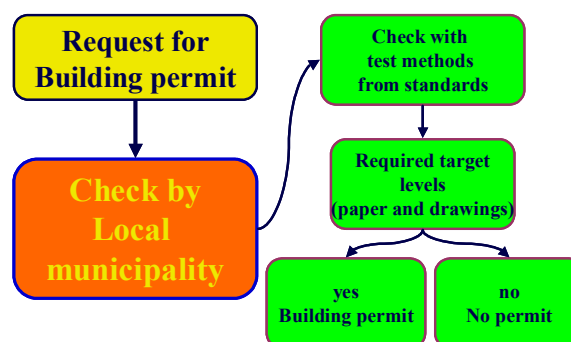 Request for
Building permit
Check by
Local
municipality
Check with
test methods
from standards
Required target
levels
(paper and drawings)
yes
Building permit
no
No permit